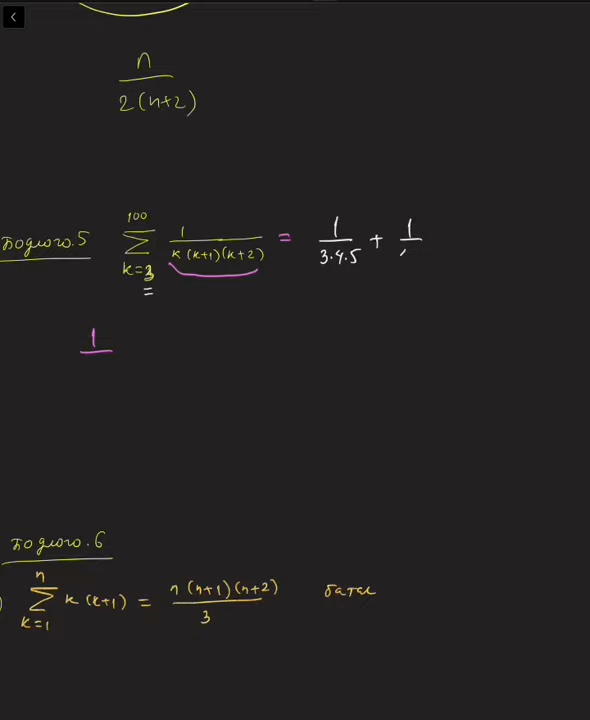 n
2(n+2)
Бодлого.5 100 ∑ k=3 1 / k(k+1)(k+2) = 1 / 3·4·5 + 1
1
Бодлого.6
) n ∑ k=1 k(k+1) = n(n+1)(n+2) / 3 батал